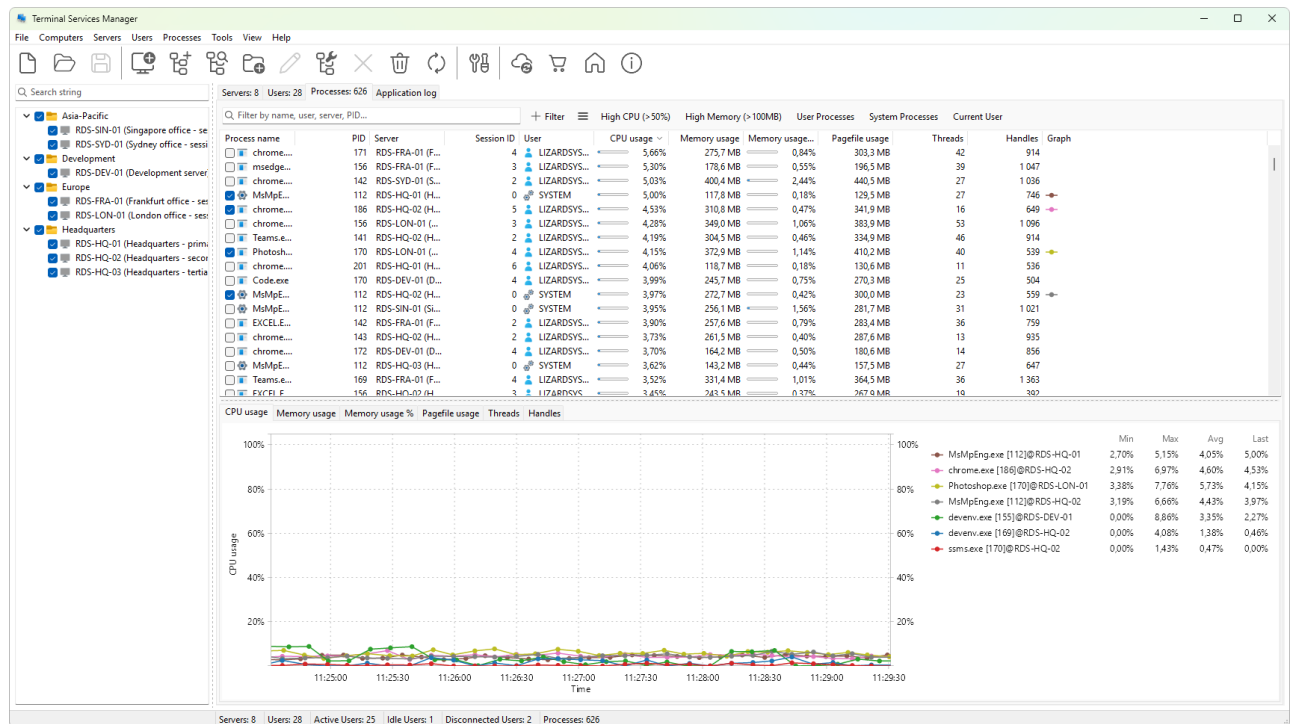 Terminal Services Manager
File Computers Servers Users Processes Tools View Help
Search string
Asia-Pacific
RDS-SIN-01 (Singapore office - se
RDS-SYD-01 (Sydney office - sessi
Development
RDS-DEV-01 (Development server
Europe
RDS-FRA-01 (Frankfurt office - ses
RDS-LON-01 (London office - sess
Headquarters
RDS-HQ-01 (Headquarters - prima
RDS-HQ-02 (Headquarters - secor
RDS-HQ-03 (Headquarters - tertia
Servers: 8 Users: 28 Processes: 626 Application log
Filter by name, user, server, PID... Filter High CPU (>50%) High Memory (>100MB) User Processes System Processes Current User
Process name PID Server Session ID User CPU usage Memory usage Memory usage... Pagefile usage Threads Handles Graph
chrome.... 171 RDS-FRA-01 (F... 4 LIZARDSYS... 5,66% 275,7 MB 0,84% 303,3 MB 42 914
msedge... 156 RDS-FRA-01 (F... 3 LIZARDSYS... 5,30% 178,6 MB 0,55% 196,5 MB 39 1 047
chrome.... 142 RDS-SYD-01 (S... 2 LIZARDSYS... 5,03% 400,4 MB 2,44% 440,5 MB 27 1 036
MsMpE... 112 RDS-HQ-01 (H... 0 SYSTEM 5,00% 117,8 MB 0,18% 129,5 MB 27 746
chrome.... 186 RDS-HQ-02 (H... 5 LIZARDSYS... 4,53% 310,8 MB 0,47% 341,9 MB 16 649
chrome.... 156 RDS-LON-01 (... 3 LIZARDSYS... 4,28% 349,0 MB 1,06% 383,9 MB 53 1 096
Teams.e... 141 RDS-HQ-02 (H... 2 LIZARDSYS... 4,19% 304,5 MB 0,46% 334,9 MB 46 914
Photosh... 170 RDS-LON-01 (... 4 LIZARDSYS... 4,15% 372,9 MB 1,14% 410,2 MB 40 539
chrome.... 201 RDS-HQ-01 (H... 6 LIZARDSYS... 4,06% 118,7 MB 0,18% 130,6 MB 11 536
Code.exe 170 RDS-DEV-01 (D... 4 LIZARDSYS... 3,99% 245,7 MB 0,75% 270,3 MB 25 504
MsMpE... 112 RDS-HQ-02 (H... 0 SYSTEM 3,97% 272,7 MB 0,42% 300,0 MB 23 559
MsMpE... 112 RDS-SIN-01 (Si... 0 SYSTEM 3,95% 256,1 MB 1,56% 281,7 MB 31 1 021
EXCEL.E... 142 RDS-FRA-01 (F... 2 LIZARDSYS... 3,90% 257,6 MB 0,79% 283,4 MB 36 759
chrome.... 143 RDS-HQ-02 (H... 2 LIZARDSYS... 3,73% 261,5 MB 0,40% 287,6 MB 13 935
chrome.... 172 RDS-DEV-01 (D... 4 LIZARDSYS... 3,70% 164,2 MB 0,50% 180,6 MB 14 856
MsMpE... 112 RDS-HQ-03 (H... 0 SYSTEM 3,62% 143,2 MB 0,44% 157,5 MB 27 647
Teams.e... 169 RDS-FRA-01 (F... 4 LIZARDSYS... 3,52% 331,4 MB 1,01% 364,5 MB 36 1 363
EXCEL.E... 156 RDS-HQ-02 (H... 3 LIZARDSYS... 3,45% 243,5 MB 0,37% 267,9 MB 19 392
CPU usage Memory usage Memory usage % Pagefile usage Threads Handles
100% 80% 60% 40% 20%
CPU usage
100% 80% 60% 40% 20%
11:25:00 11:25:30 11:26:00 11:26:30 11:27:00 11:27:30 11:28:00 11:28:30 11:29:00 11:29:30
Time
Min Max Avg Last
MsMpEng.exe [112]@RDS-HQ-01 2,70% 5,15% 4,05% 5,00%
chrome.exe [186]@RDS-HQ-02 2,91% 6,97% 4,60% 4,53%
Photoshop.exe [170]@RDS-LON-01 3,38% 7,76% 5,73% 4,15%
MsMpEng.exe [112]@RDS-HQ-02 3,19% 6,66% 4,43% 3,97%
devenv.exe [155]@RDS-DEV-01 0,00% 8,86% 3,35% 2,27%
devenv.exe [169]@RDS-HQ-02 0,00% 4,08% 1,38% 0,46%
ssms.exe [170]@RDS-HQ-02 0,00% 1,43% 0,47% 0,00%
Servers: 8 Users: 28 Active Users: 25 Idle Users: 1 Disconnected Users: 2 Processes: 626